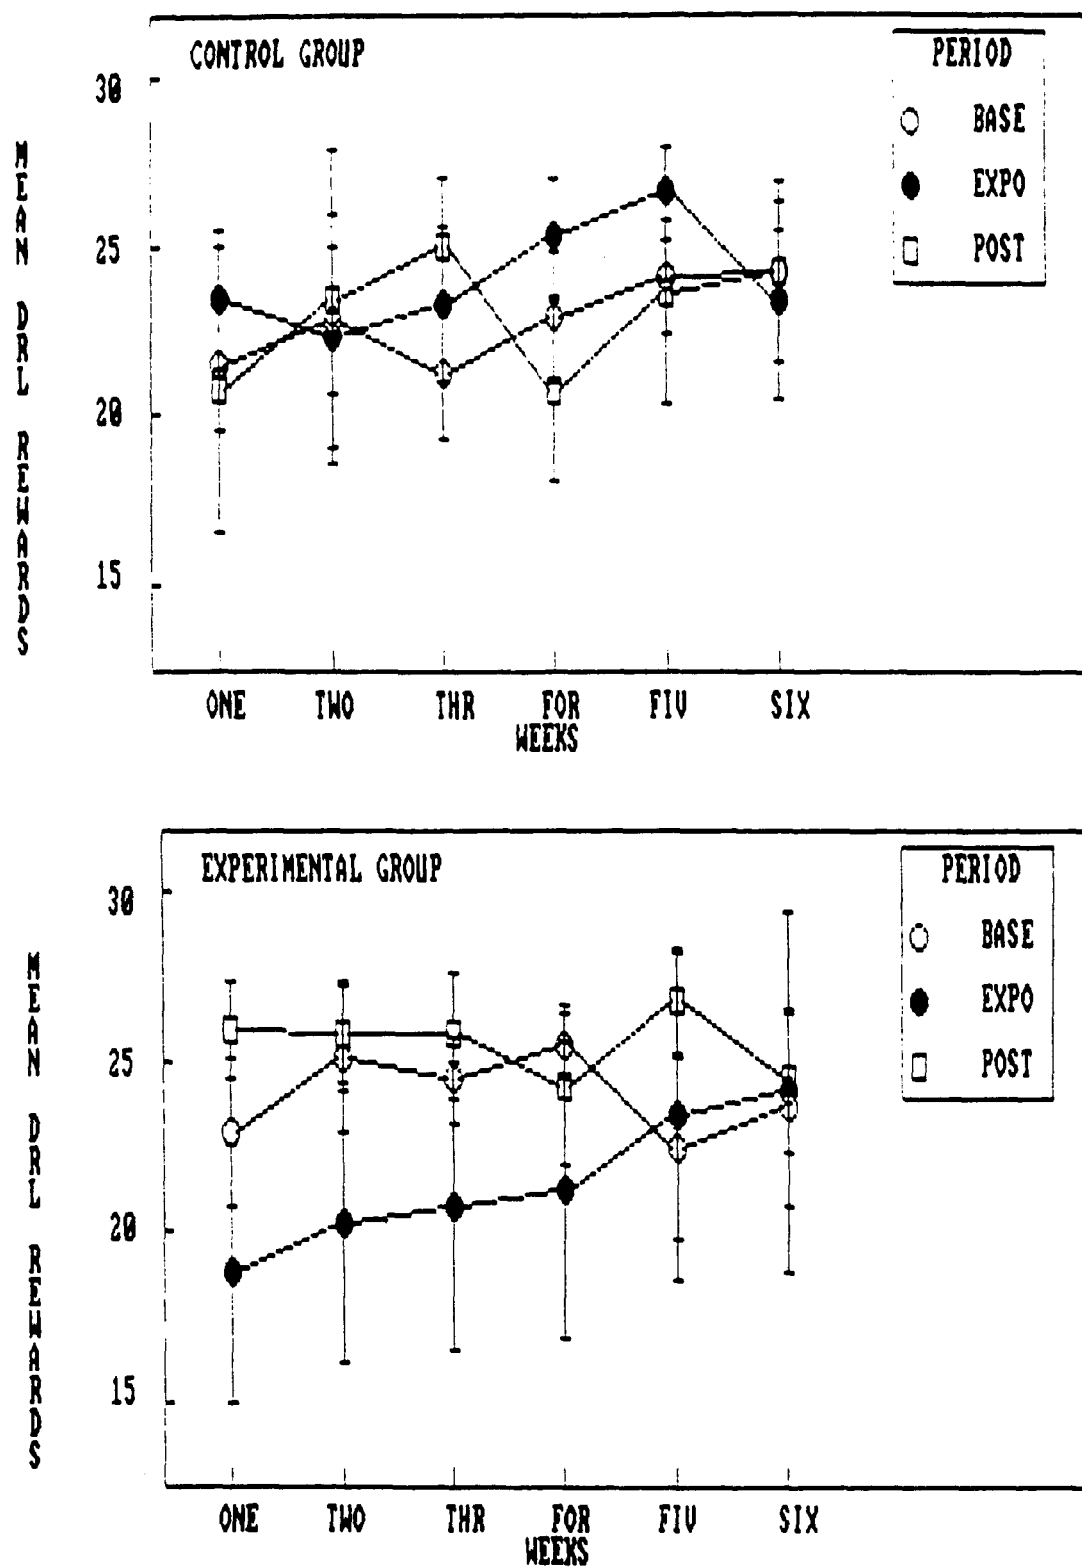 CONTROL GROUP
PERIOD
BASE
EXPO
POST
MEAN DRL REWARDS
30
25
20
15
ONE TWO THR FOR FIV SIX
WEEKS
EXPERIMENTAL GROUP
PERIOD
BASE
EXPO
POST
MEAN DRL REWARDS
30
25
20
15
ONE TWO THR FOR FIV SIX
WEEKS